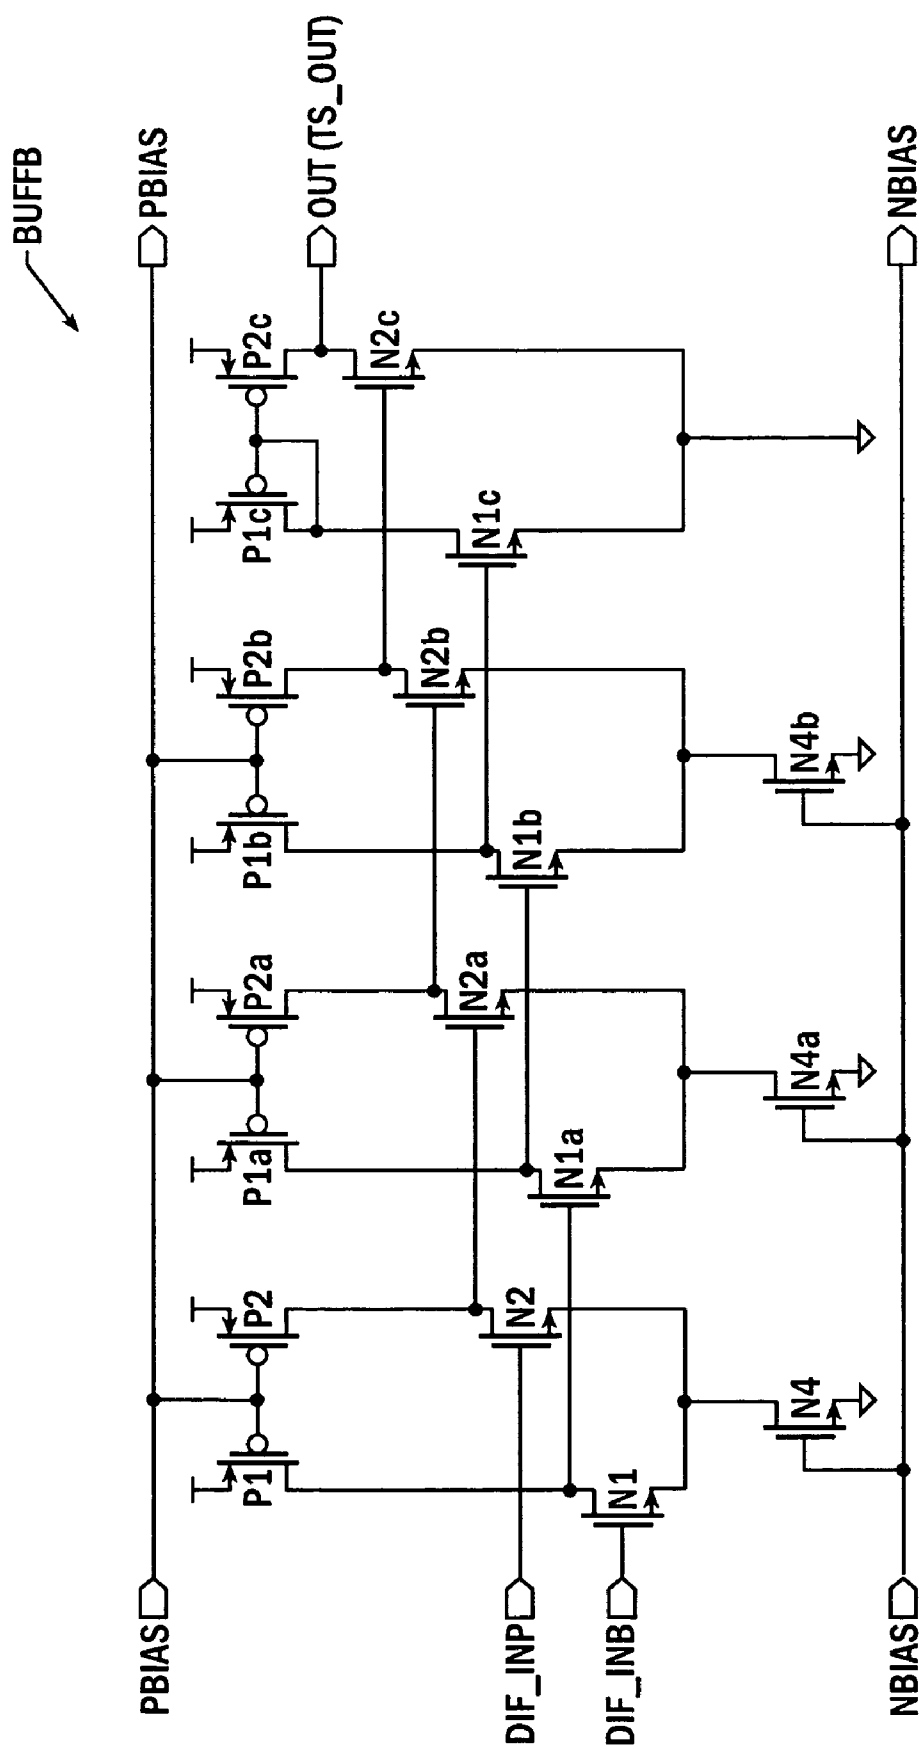 BUFFB
PBIAS
PBIAS
OUT (TS_OUT)
P1
P2
P1a
P2a
P1b
P2b
P1c
P2c
N2c
N2b
N1c
N2a
N1b
N2
N1a
N1
DIF_INP
DIF_INB
N4
N4a
N4b
NBIAS
NBIAS